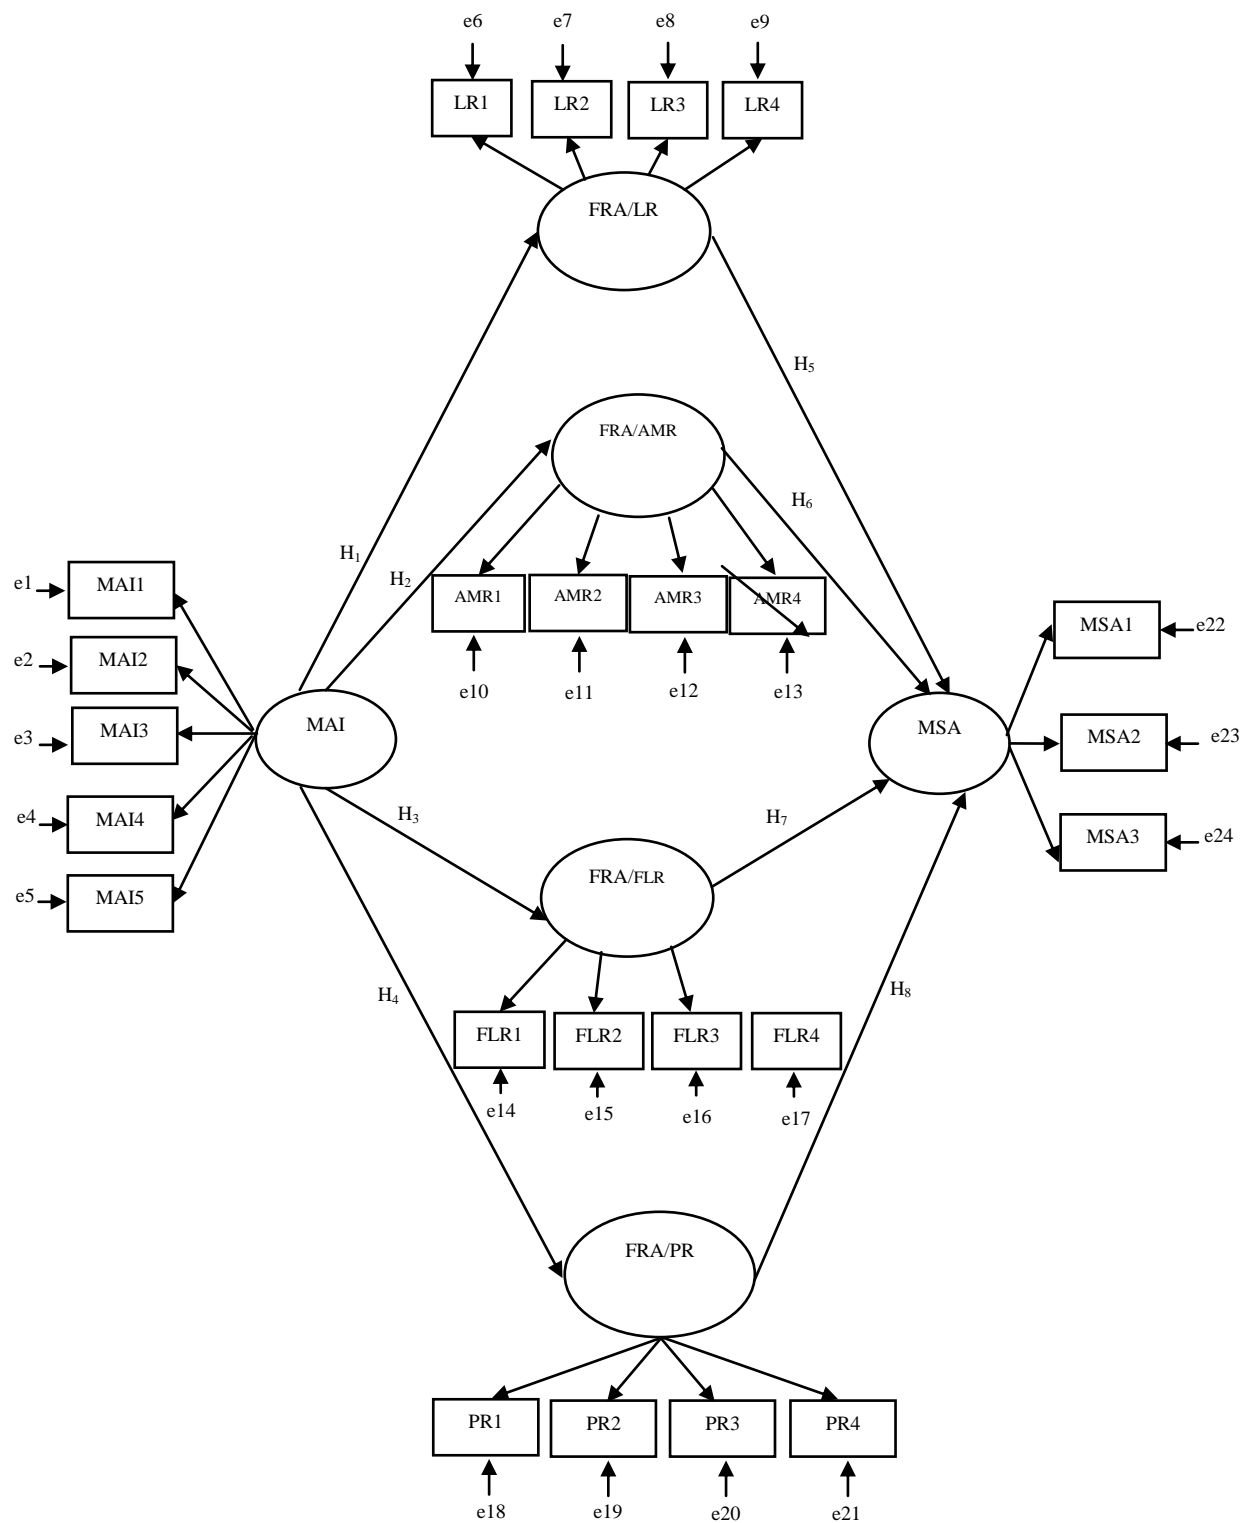 e6 e7 e8 e9
LR1 LR2 LR3 LR4
FRA/LR
H5
FRA/AMR
H6
H1
H2
AMR1 AMR2 AMR3 AMR4
e10 e11 e12 e13
e1 MAI1
e2 MAI2
e3 MAI3
e4 MAI4
e5 MAI5
MAI
MSA
MSA1 e22
MSA2 e23
MSA3 e24
H3
H7
FRA/FLR
H4
H8
FLR1 FLR2 FLR3 FLR4
e14 e15 e16 e17
FRA/PR
PR1 PR2 PR3 PR4
e18 e19 e20 e21